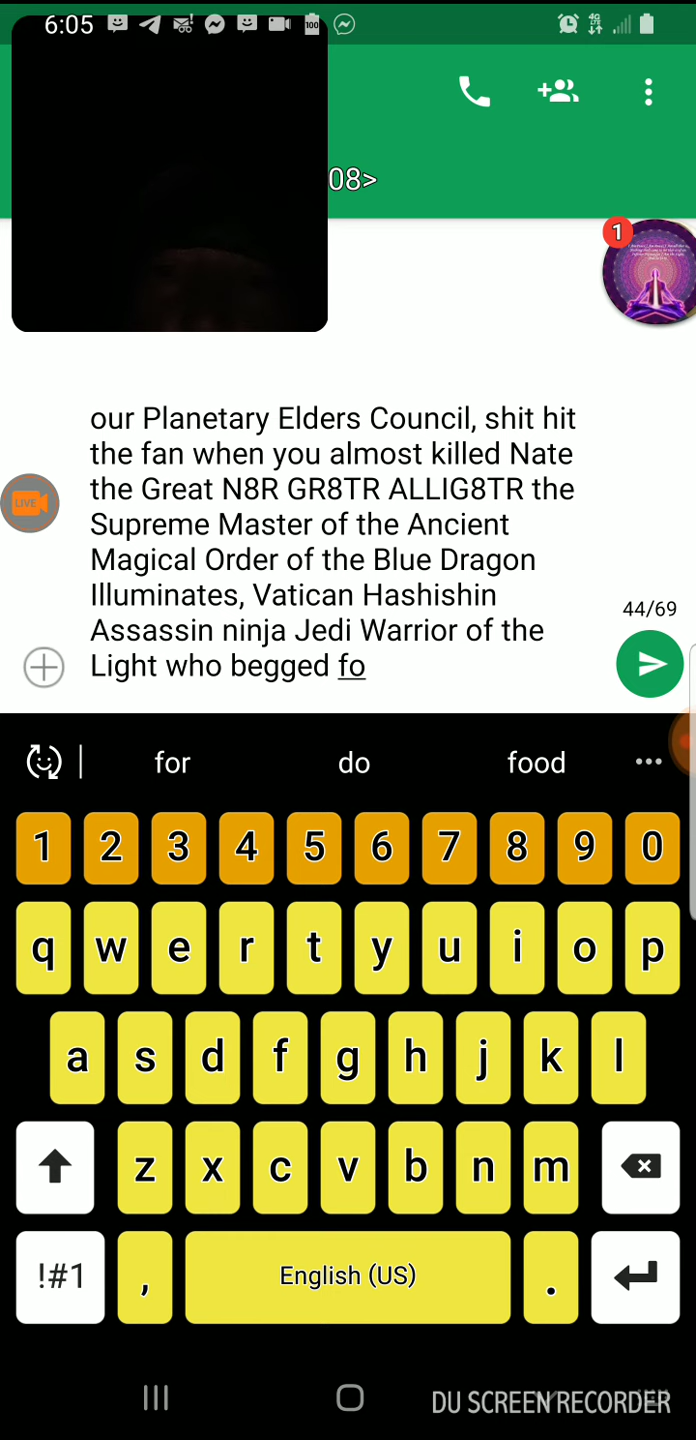 6:05
100
4G
08>
1
our Planetary Elders Council, shit hit
the fan when you almost killed Nate
the Great N8R GR8TR ALLIG8TR the
Supreme Master of the Ancient
Magical Order of the Blue Dragon
Illuminates, Vatican Hashishin
Assassin ninja Jedi Warrior of the
Light who begged fo
LIVE
44/69
for do food
1 2 3 4 5 6 7 8 9 0
q w e r t y u i o p
a s d f g h j k l
z x c v b n m
!#1 , English (US) .
DU SCREEN RECORDER